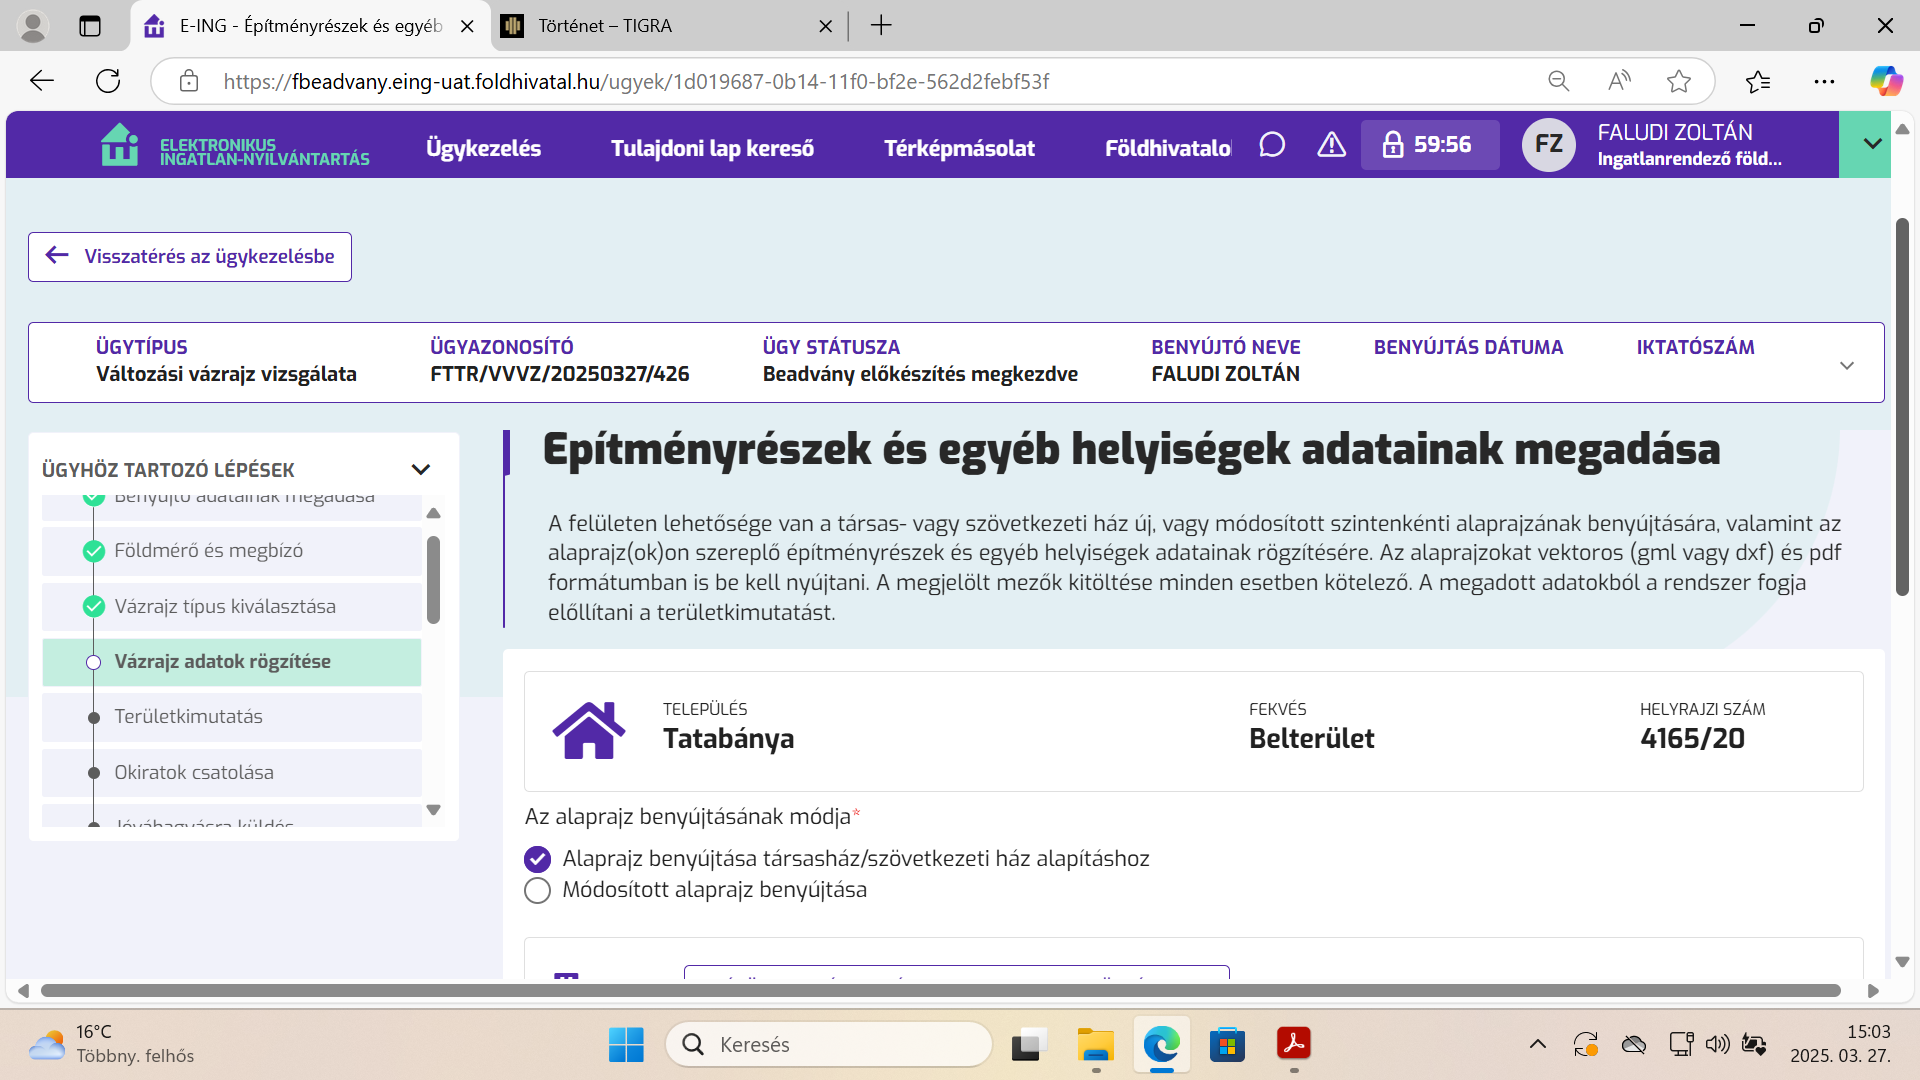 E-ING - Építményrészek és egyéb
Történet – TIGRA
https://fbeadvany.eing-uat.foldhivatal.hu/ugyek/1d019687-0b14-11f0-bf2e-562d2febf53f
ELEKTRONIKUS
INGATLAN-NYILVÁNTARTÁS
Ügykezelés
Tulajdoni lap kereső
Térképmásolat
Földhivatalo
59:56
FZ
FALUDI ZOLTÁN
Ingatlanrendező föld...
Visszatérés az ügykezelésbe
ÜGYTÍPUS
Változási vázrajz vizsgálata
ÜGYAZONOSÍTÓ
FTTR/VVVZ/20250327/426
ÜGY STÁTUSZA
Beadvány előkészítés megkezdve
BENYÚJTÓ NEVE
FALUDI ZOLTÁN
BENYÚJTÁS DÁTUMA
IKTATÓSZÁM
ÜGYHÖZ TARTOZÓ LÉPÉSEK
Benyújtó adatainak megadása
Földmérő és megbízó
Vázrajz típus kiválasztása
Vázrajz adatok rögzítése
Területkimutatás
Okiratok csatolása
Jóváhagyásra küldés
Építményrészek és egyéb helyiségek adatainak megadása
A felületen lehetősége van a társas- vagy szövetkezeti ház új, vagy módosított szintenkénti alaprajzának benyújtására, valamint az
alaprajz(ok)on szereplő építményrészek és egyéb helyiségek adatainak rögzítésére. Az alaprajzokat vektoros (gml vagy dxf) és pdf
formátumban is be kell nyújtani. A megjelölt mezők kitöltése minden esetben kötelező. A megadott adatokból a rendszer fogja
előllítani a területkimutatást.
TELEPÜLÉS
Tatabánya
FEKVÉS
Belterület
HELYRAJZI SZÁM
4165/20
Az alaprajz benyújtásának módja*
Alaprajz benyújtása társasház/szövetkezeti ház alapításhoz
Módosított alaprajz benyújtása
16°C
Többny. felhős
Keresés
15:03
2025. 03. 27.